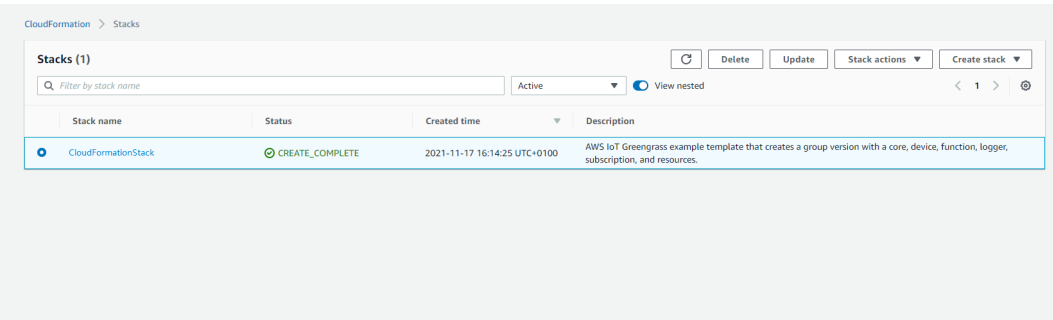 CloudFormation > Stacks
Stacks (1)
Delete
Update
Stack actions
Create stack
Filter by stack name
Active
View nested
< 1 >
Stack name
Status
Created time
Description
CloudFormationStack
CREATE_COMPLETE
2021-11-17 16:14:25 UTC+0100
AWS IoT Greengrass example template that creates a group version with a core, device, function, logger,
subscription, and resources.